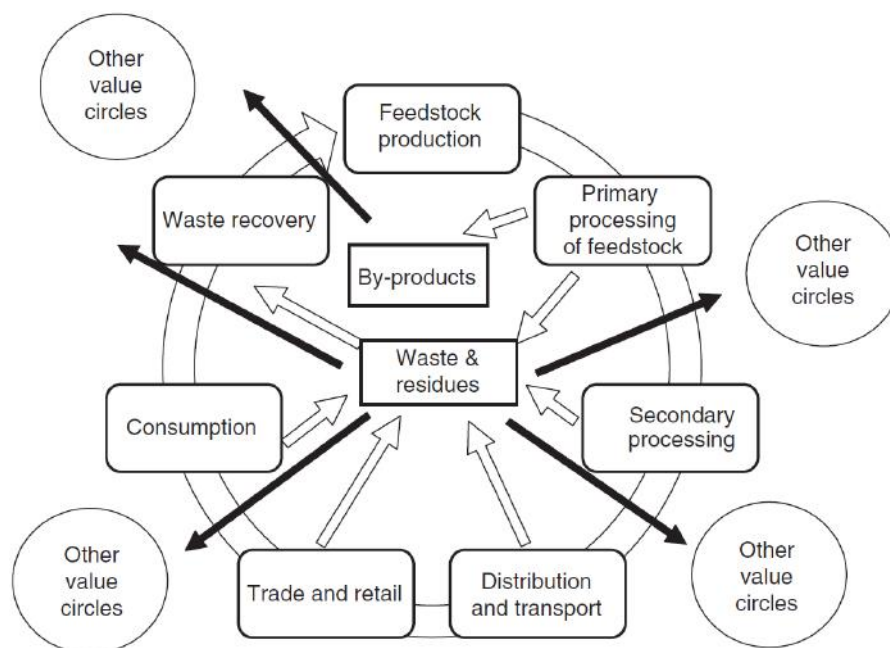 Other
value
circles
Feedstock
production
Waste recovery
Primary
processing
of feedstock
By-products
Other
value
circles
Waste &
residues
Consumption
Secondary
processing
Other
value
circles
Trade and retail
Distribution
and transport
Other
value
circles